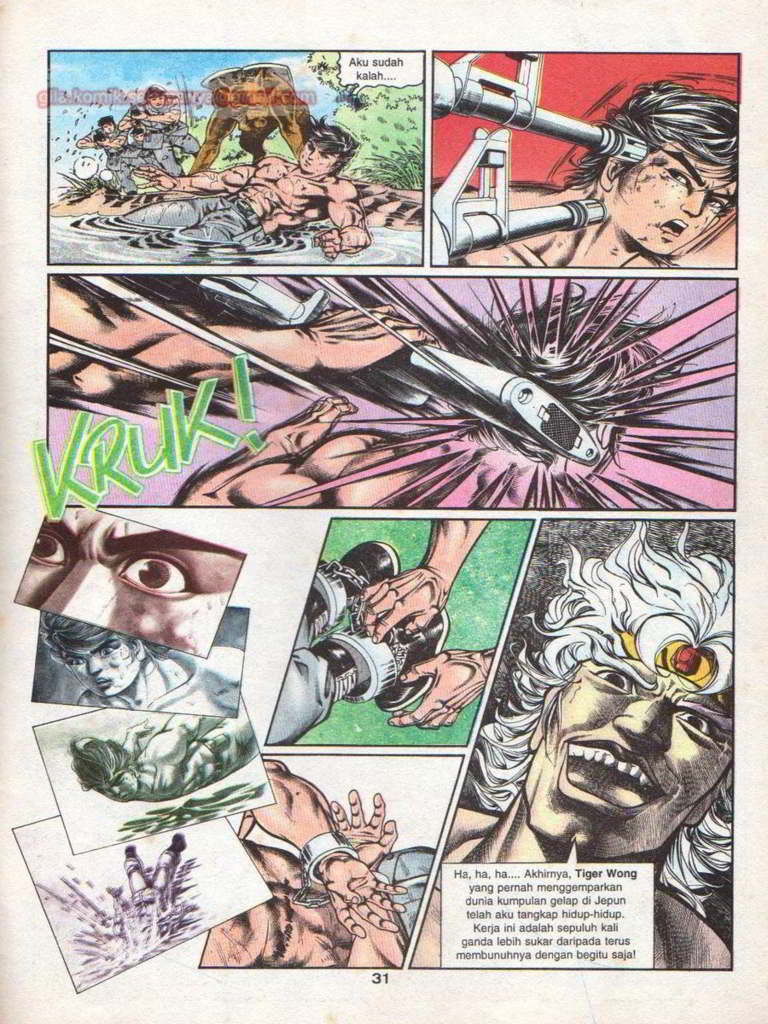 Aku sudah
kalah....
KRUK!
Ha, ha, ha.... Akhirnya, Tiger Wong
yang pernah menggemparkan
dunia kumpulan gelap di Jepun
telah aku tangkap hidup-hidup.
Kerja ini adalah sepuluh kali
ganda lebih sukar daripada terus
membunuhnya dengan begitu saja!
31